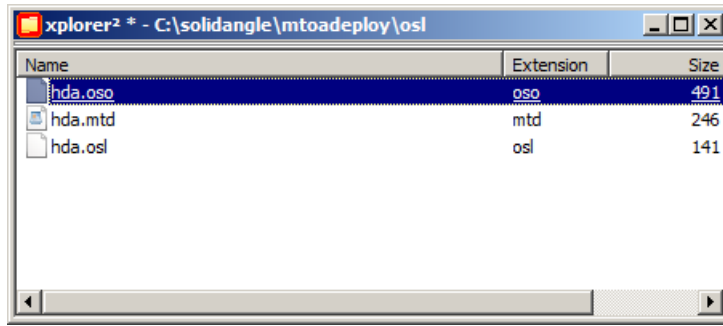 xplorer² * - C:\solidangle\mtoadeploy\osl
Name Extension Size
hda.oso oso 491
hda.mtd mtd 246
hda.osl osl 141